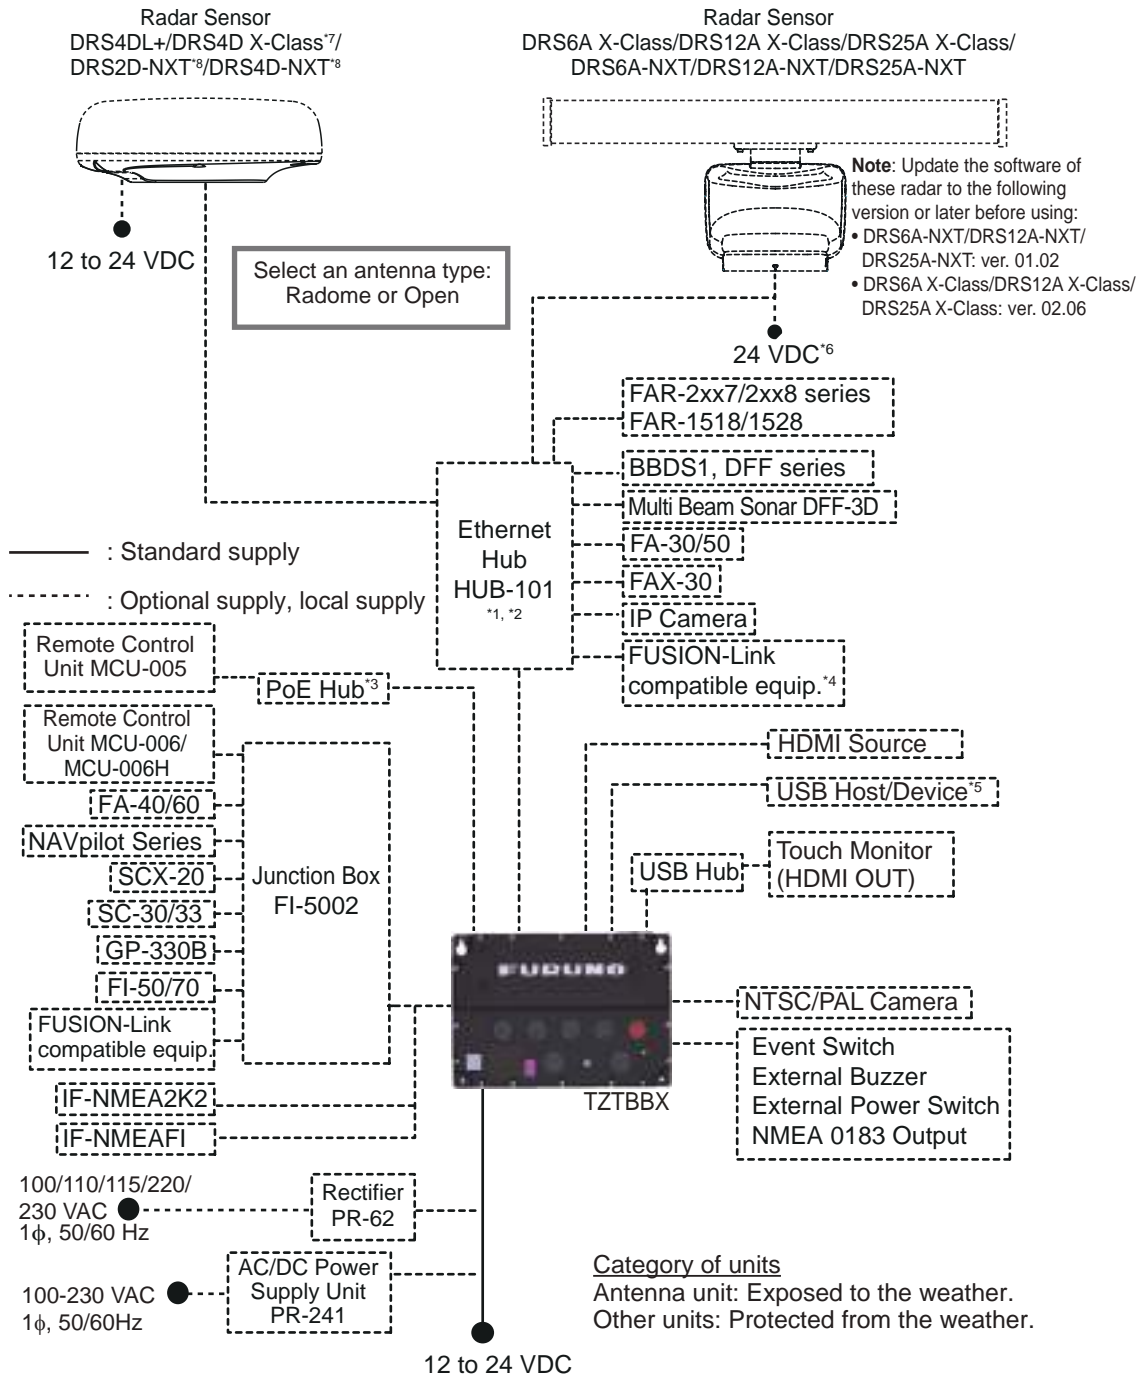 Radar Sensor
DRS4DL+/DRS4D X-Class*7/
DRS2D-NXT*8/DRS4D-NXT*8
Radar Sensor
DRS6A X-Class/DRS12A X-Class/DRS25A X-Class/
DRS6A-NXT/DRS12A-NXT/DRS25A-NXT
Note: Update the software of
these radar to the following
version or later before using:
• DRS6A-NXT/DRS12A-NXT/
DRS25A-NXT: ver. 01.02
• DRS6A X-Class/DRS12A X-Class/
DRS25A X-Class: ver. 02.06
12 to 24 VDC
Select an antenna type:
Radome or Open
24 VDC*6
FAR-2xx7/2xx8 series
FAR-1518/1528
BBDS1, DFF series
Multi Beam Sonar DFF-3D
FA-30/50
FAX-30
IP Camera
FUSION-Link
compatible equip.*4
Ethernet
Hub
HUB-101
*1, *2
: Standard supply
: Optional supply, local supply
Remote Control
Unit MCU-005
PoE Hub*3
Remote Control
Unit MCU-006/
MCU-006H
FA-40/60
NAVpilot Series
SCX-20
SC-30/33
GP-330B
FI-50/70
FUSION-Link
compatible equip.
Junction Box
FI-5002
IF-NMEA2K2
IF-NMEAFI
HDMI Source
USB Host/Device*5
USB Hub
Touch Monitor
(HDMI OUT)
FURUNO
TZTBBX
NTSC/PAL Camera
Event Switch
External Buzzer
External Power Switch
NMEA 0183 Output
100/110/115/220/
230 VAC
1ϕ, 50/60 Hz
Rectifier
PR-62
100-230 VAC
1ϕ, 50/60Hz
AC/DC Power
Supply Unit
PR-241
12 to 24 VDC
Category of units
Antenna unit: Exposed to the weather.
Other units: Protected from the weather.